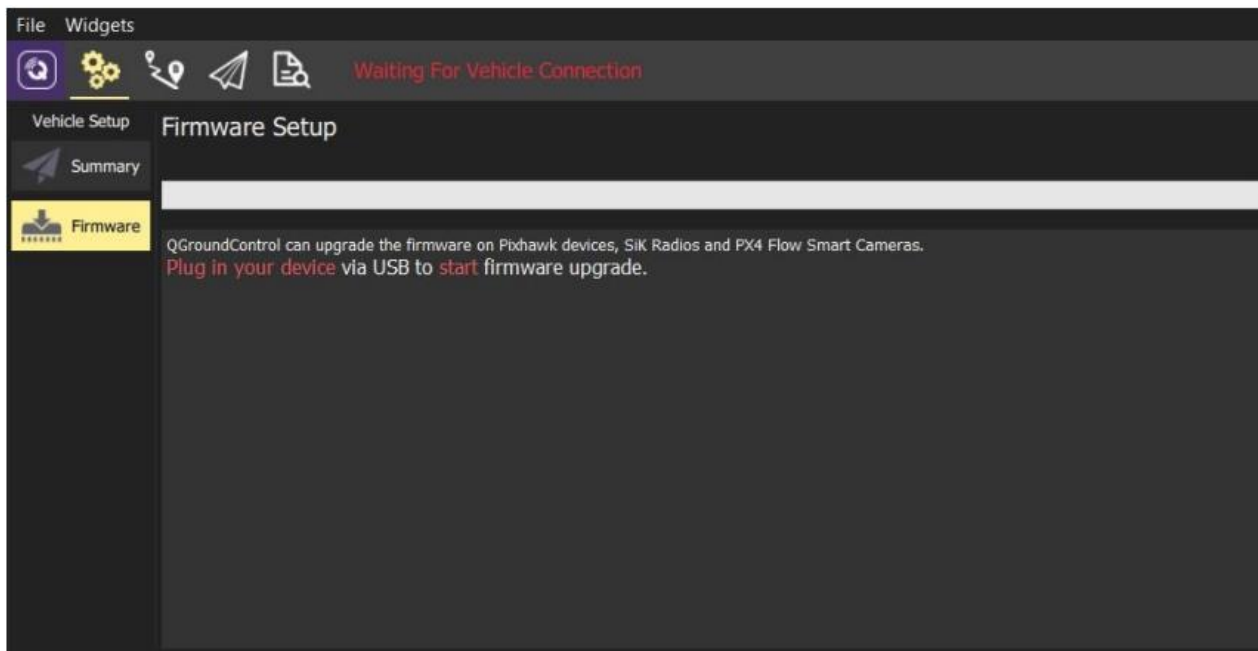 File Widgets
Waiting For Vehicle Connection
Vehicle Setup
Firmware Setup
Summary
Firmware
QGroundControl can upgrade the firmware on Pixhawk devices, SiK Radios and PX4 Flow Smart Cameras.
Plug in your device via USB to start firmware upgrade.